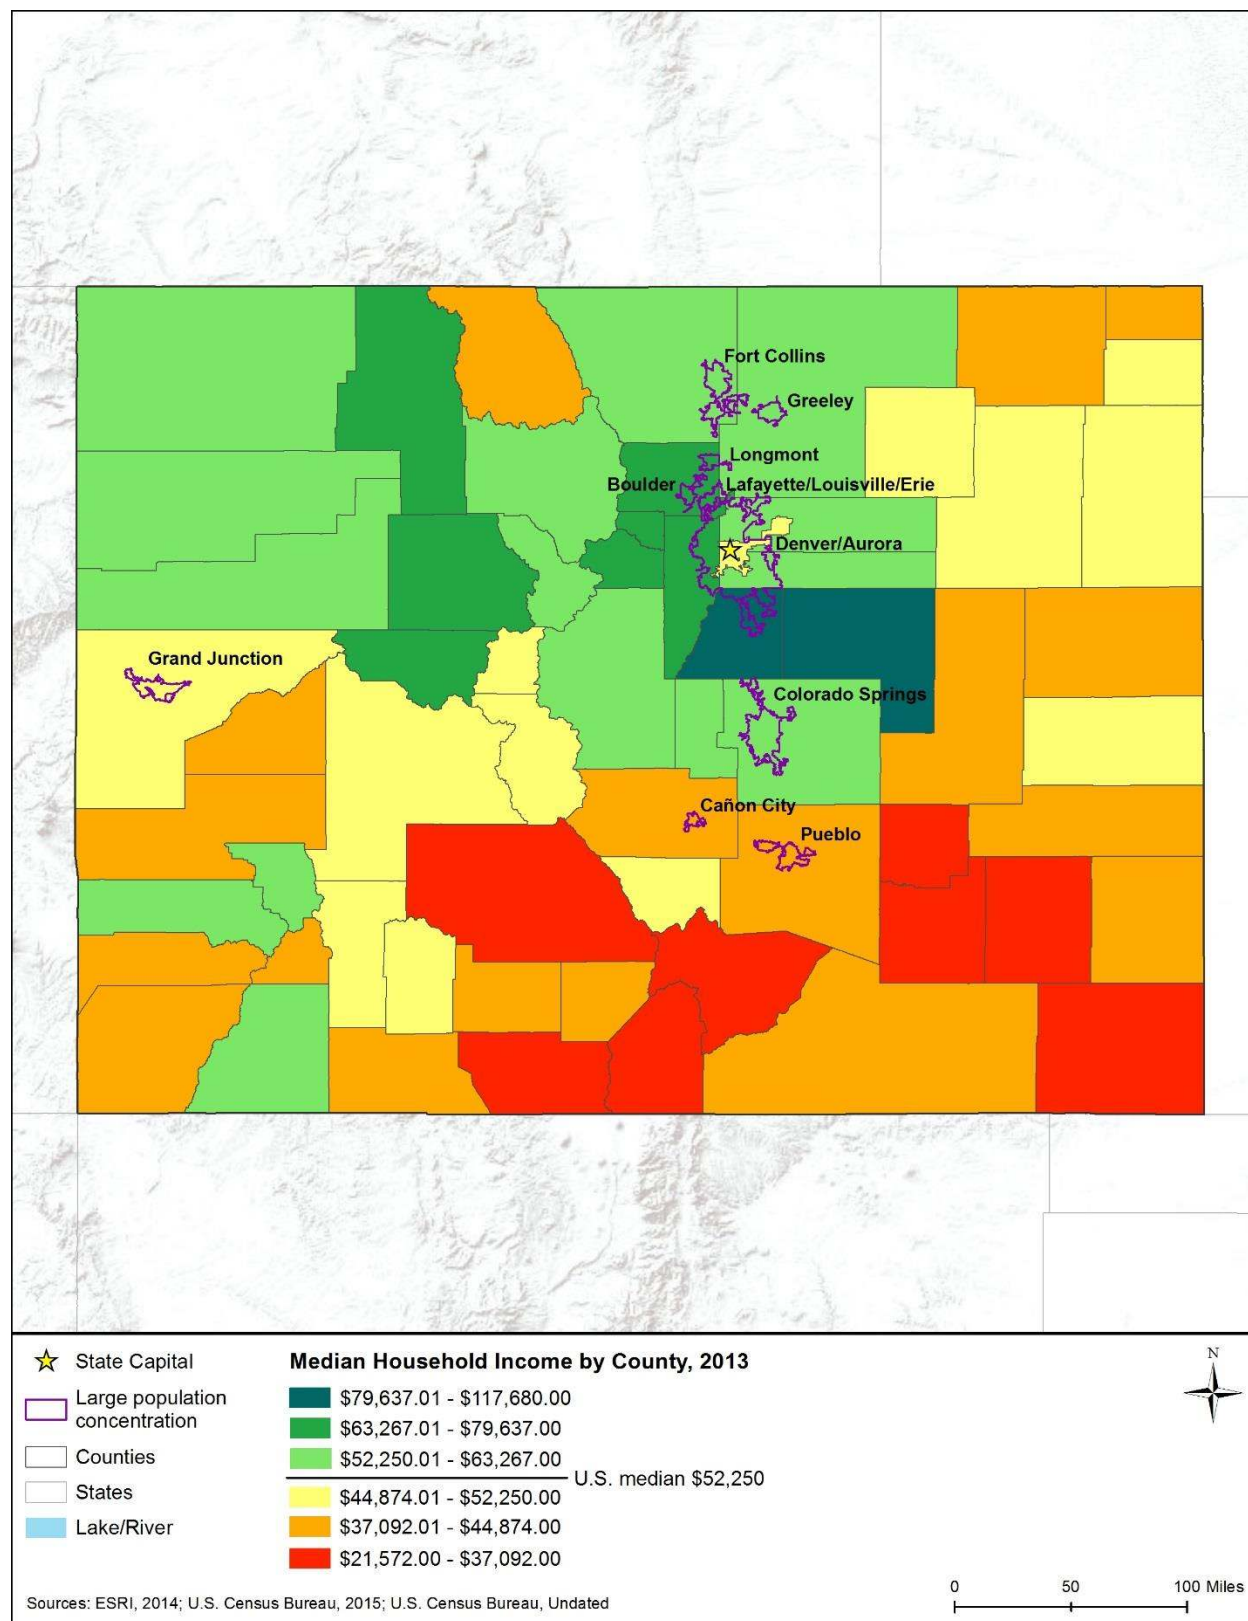 Fort Collins
Greeley
Longmont
Boulder
Lafayette/Louisville/Erie
Denver/Aurora
Grand Junction
Colorado Springs
Cañon City
Pueblo
State Capital
Large population
concentration
Counties
States
Lake/River
Median Household Income by County, 2013
$79,637.01 - $117,680.00
$63,267.01 - $79,637.00
$52,250.01 - $63,267.00
U.S. median $52,250
$44,874.01 - $52,250.00
$37,092.01 - $44,874.00
$21,572.00 - $37,092.00
N
0 50 100 Miles
Sources: ESRI, 2014; U.S. Census Bureau, 2015; U.S. Census Bureau, Undated